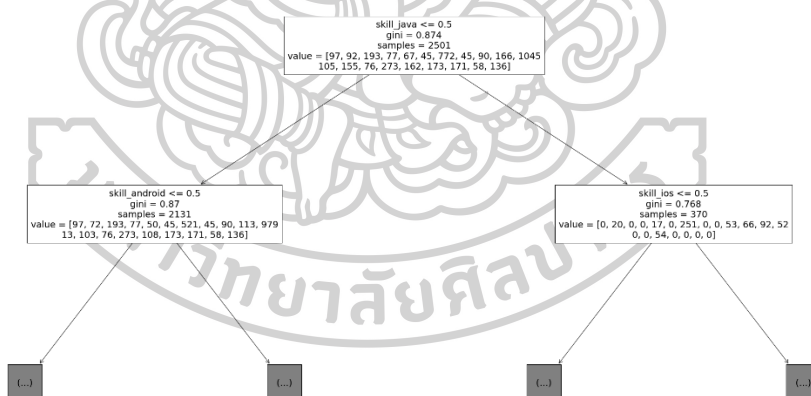 skill_java <= 0.5
gini = 0.874
samples = 2501
value = [97, 92, 193, 77, 67, 45, 772, 45, 90, 166, 1045
105, 155, 76, 273, 162, 173, 171, 58, 136]
skill_android <= 0.5
gini = 0.87
samples = 2131
value = [97, 72, 193, 77, 50, 45, 521, 45, 90, 113, 979
13, 103, 76, 273, 108, 173, 171, 58, 136]
skill_ios <= 0.5
gini = 0.768
samples = 370
value = [0, 20, 0, 0, 17, 0, 251, 0, 0, 53, 66, 92, 52
0, 0, 54, 0, 0, 0, 0]
(...)
(...)
(...)
(...)